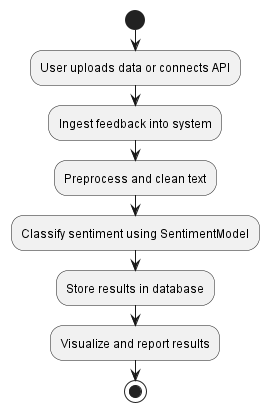 User uploads data or connects API
Ingest feedback into system
Preprocess and clean text
Classify sentiment using SentimentModel
Store results in database
Visualize and report results